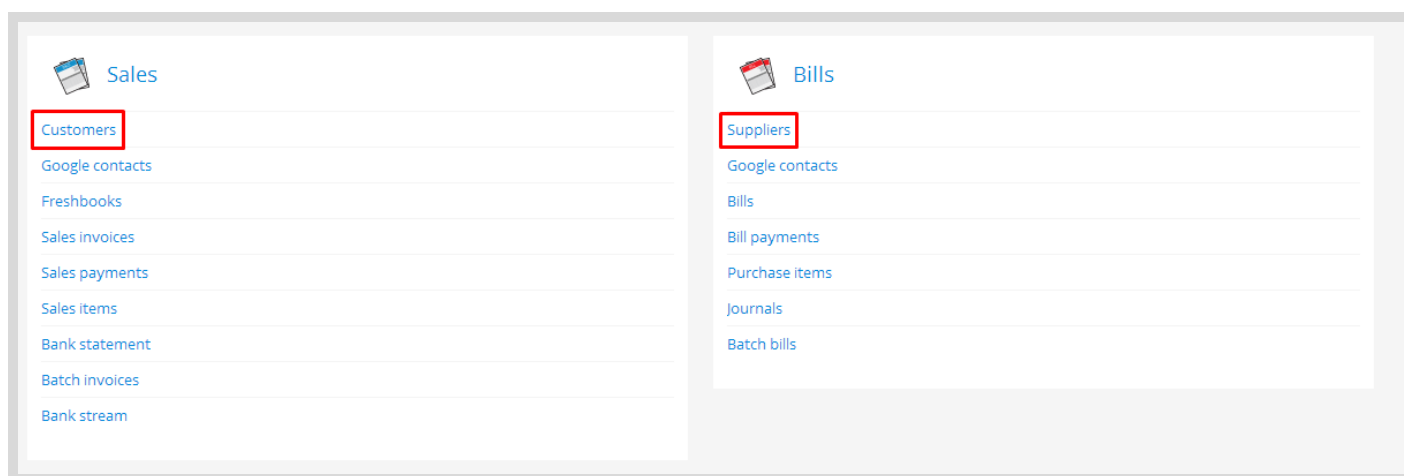 Sales
Customers
Google contacts
Freshbooks
Sales invoices
Sales payments
Sales items
Bank statement
Batch invoices
Bank stream
Bills
Suppliers
Google contacts
Bills
Bill payments
Purchase items
Journals
Batch bills